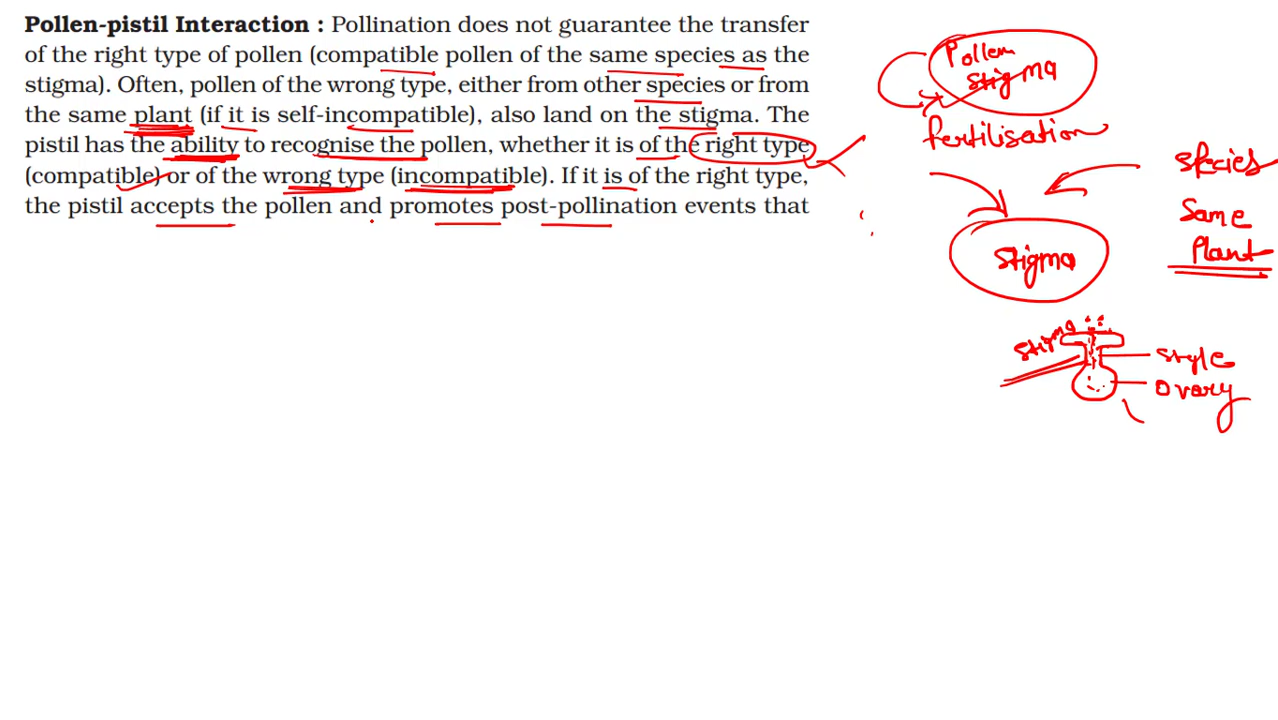 Pollen-pistil Interaction : Pollination does not guarantee the transfer
of the right type of pollen (compatible pollen of the same species as the
stigma). Often, pollen of the wrong type, either from other species or from
the same plant (if it is self-incompatible), also land on the stigma. The
pistil has the ability to recognise the pollen, whether it is of the right type
(compatible) or of the wrong type (incompatible). If it is of the right type,
the pistil accepts the pollen and promotes post-pollination events that
Pollen
Stigma
fertilisation
Species
Same
Plant
Stigma
Stigma
Style
Ovary